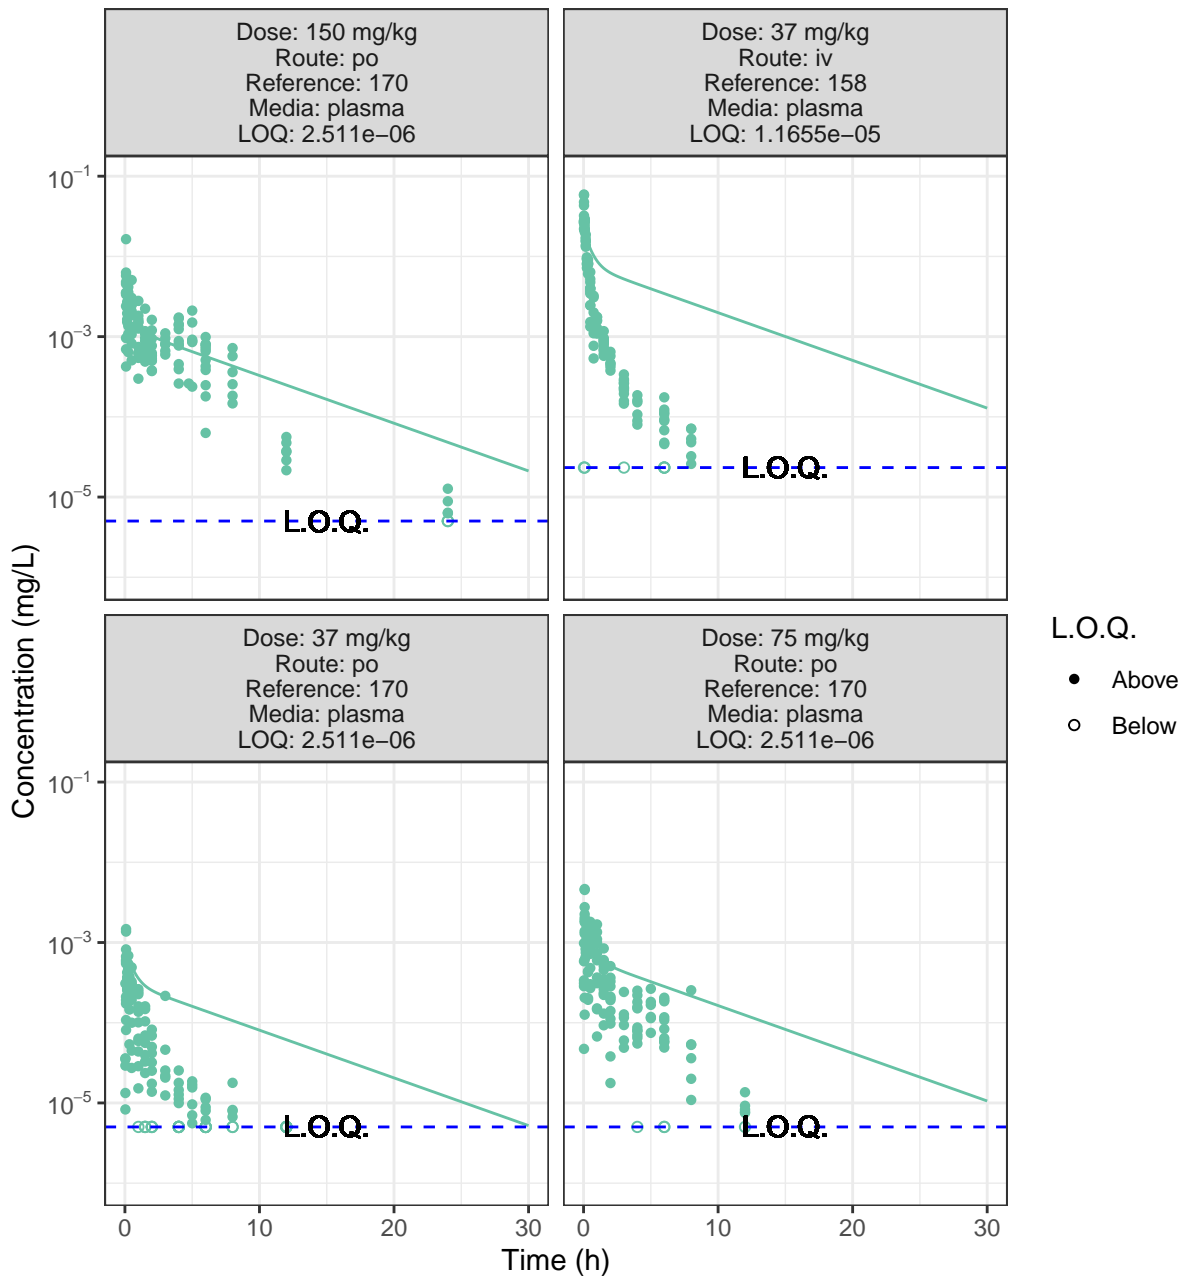 Dose: 150 mg/kg
Route: po
Reference: 170
Media: plasma
LOQ: 2.511e−06
Dose: 37 mg/kg
Route: iv
Reference: 158
Media: plasma
LOQ: 1.1655e−05
10⁻¹
10⁻³
10⁻⁵
L.O.Q.
L.O.Q.
Dose: 37 mg/kg
Route: po
Reference: 170
Media: plasma
LOQ: 2.511e−06
Dose: 75 mg/kg
Route: po
Reference: 170
Media: plasma
LOQ: 2.511e−06
10⁻¹
10⁻³
10⁻⁵
L.O.Q.
L.O.Q.
0 10 20 30
0 10 20 30
Time (h)
Concentration (mg/L)
L.O.Q.
Above
Below